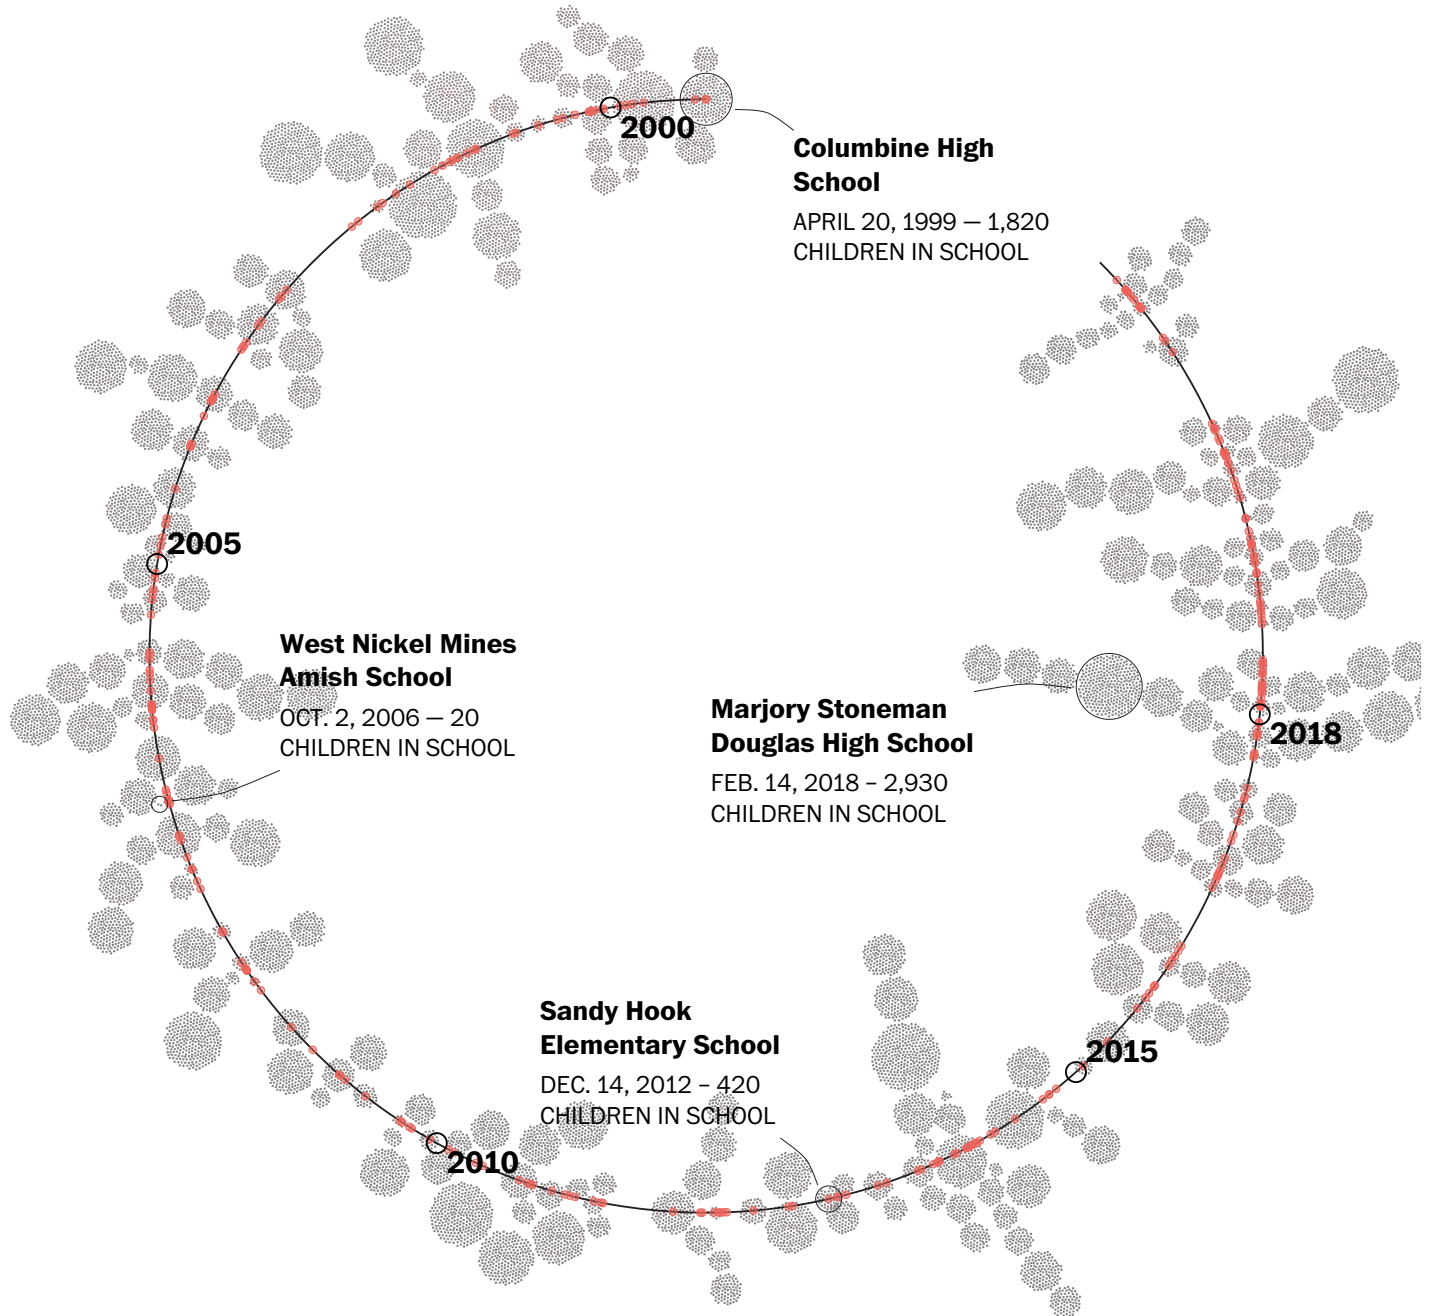 2000
Columbine High
School
APRIL 20, 1999 — 1,820
CHILDREN IN SCHOOL
2005
West Nickel Mines
Amish School
OCT. 2, 2006 — 20
CHILDREN IN SCHOOL
Marjory Stoneman
Douglas High School
FEB. 14, 2018 – 2,930
CHILDREN IN SCHOOL
2018
Sandy Hook
Elementary School
DEC. 14, 2012 – 420
CHILDREN IN SCHOOL
2015
2010